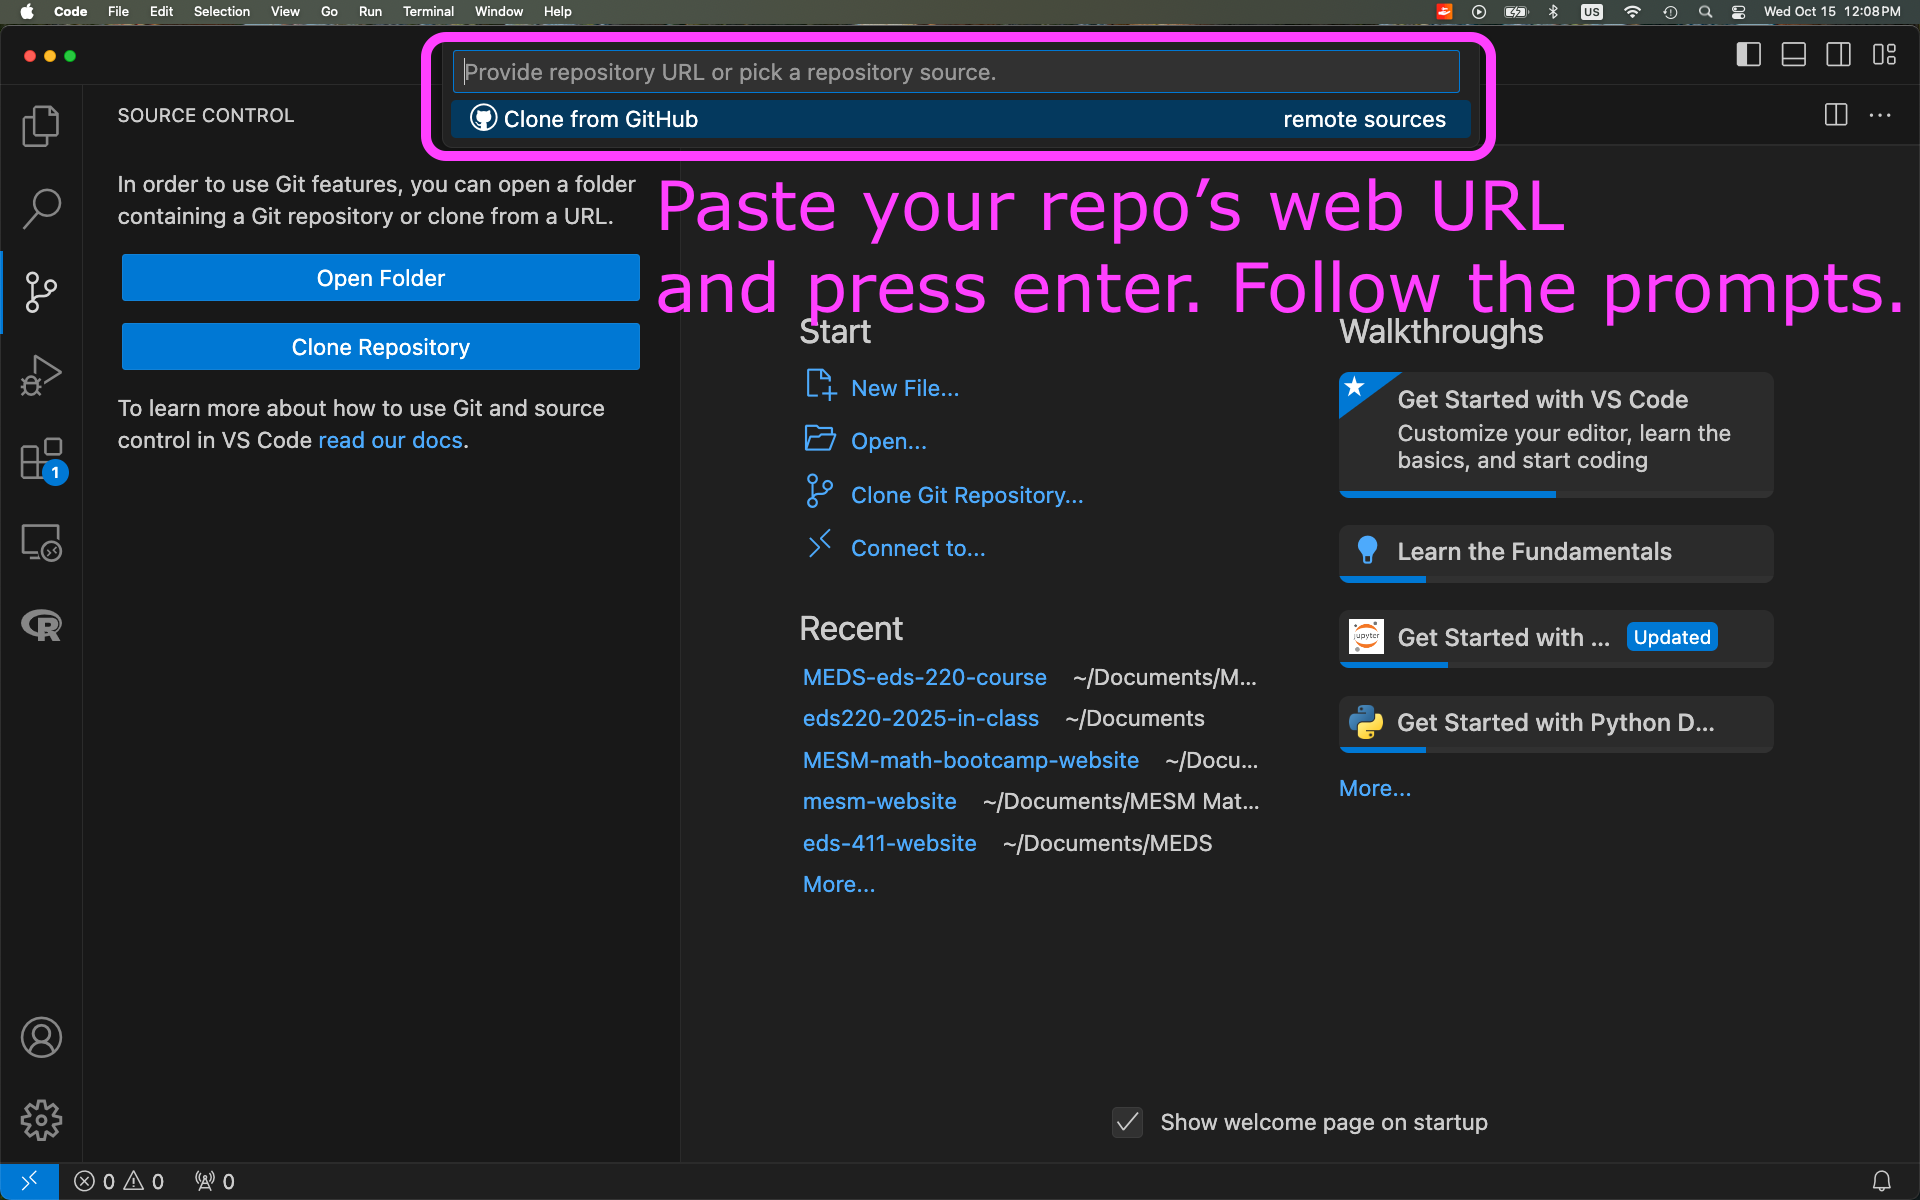 Code File Edit Selection View Go Run Terminal Window Help
US Wed Oct 15 12:08 PM
Provide repository URL or pick a repository source.
Clone from GitHub remote sources
SOURCE CONTROL
In order to use Git features, you can open a folder
containing a Git repository or clone from a URL.
Paste your repo’s web URL
and press enter. Follow the prompts.
Open Folder
Clone Repository
To learn more about how to use Git and source
control in VS Code read our docs.
1
Start
New File...
Open...
Clone Git Repository...
Connect to...
Recent
MEDS-eds-220-course ~/Documents/M...
eds220-2025-in-class ~/Documents
MESM-math-bootcamp-website ~/Docu...
mesm-website ~/Documents/MESM Mat...
eds-411-website ~/Documents/MEDS
More...
Walkthroughs
Get Started with VS Code
Customize your editor, learn the
basics, and start coding
Learn the Fundamentals
jupyter
Get Started with ... Updated
Get Started with Python D...
More...
R
Show welcome page on startup
0 0 0